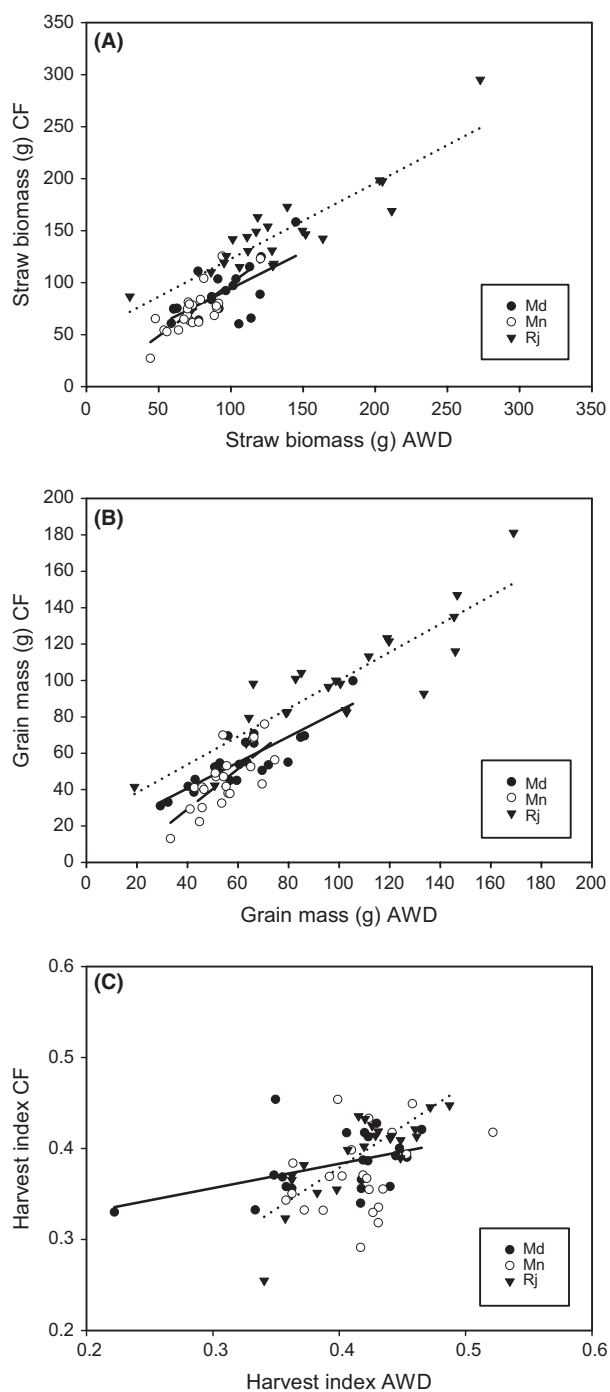 (A)
350
300
250
200
150
100
50
0
Straw biomass (g) CF
0 50 100 150 200 250 300 350
Straw biomass (g) AWD
Md
Mn
Rj
(B)
200
180
160
140
120
100
80
60
40
20
0
Grain mass (g) CF
0 20 40 60 80 100 120 140 160 180 200
Grain mass (g) AWD
Md
Mn
Rj
(C)
0.6
0.5
0.4
0.3
0.2
Harvest index CF
0.2 0.3 0.4 0.5 0.6
Harvest index AWD
Md
Mn
Rj